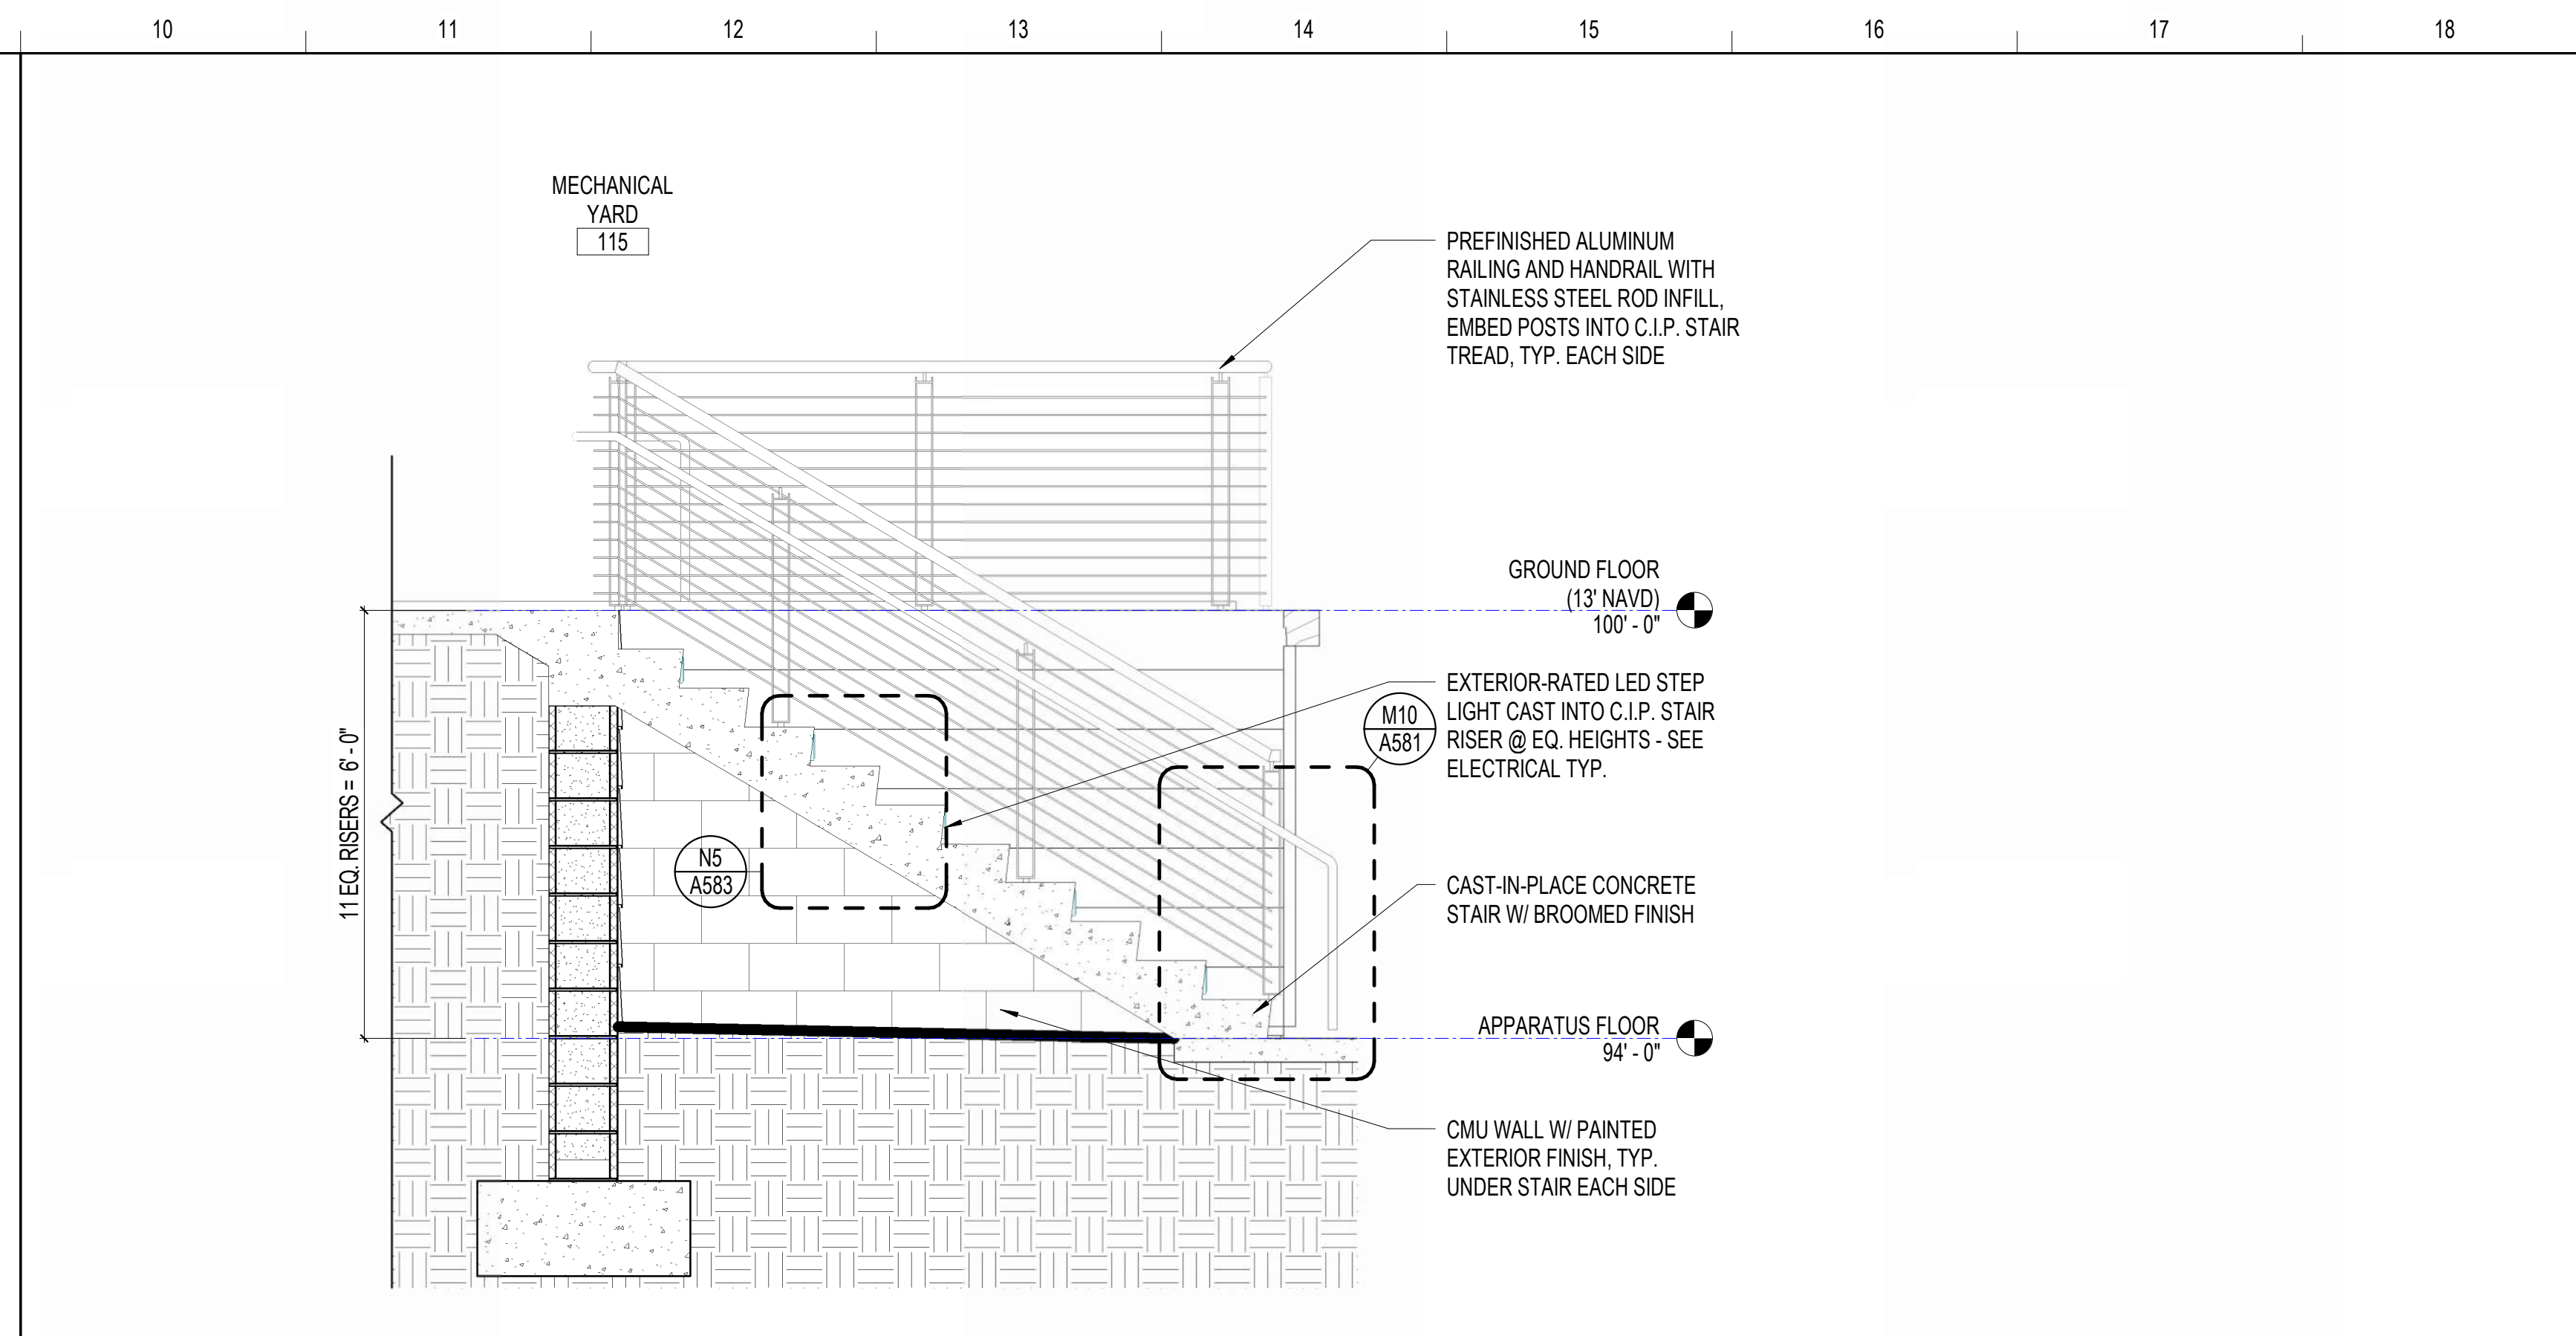 10
11
12
13
14
15
16
17
18
MECHANICAL
YARD
115
PREFINISHED ALUMINUM
RAILING AND HANDRAIL WITH
STAINLESS STEEL ROD INFILL,
EMBED POSTS INTO C.I.P. STAIR
TREAD, TYP. EACH SIDE
GROUND FLOOR
(13' NAVD)
100' - 0"
EXTERIOR-RATED LED STEP
LIGHT CAST INTO C.I.P. STAIR
RISER @ EQ. HEIGHTS - SEE
ELECTRICAL TYP.
M10
A581
11 EQ. RISERS = 6' - 0"
N5
A583
CAST-IN-PLACE CONCRETE
STAIR W/ BROOMED FINISH
APPARATUS FLOOR
94' - 0"
CMU WALL W/ PAINTED
EXTERIOR FINISH, TYP.
UNDER STAIR EACH SIDE